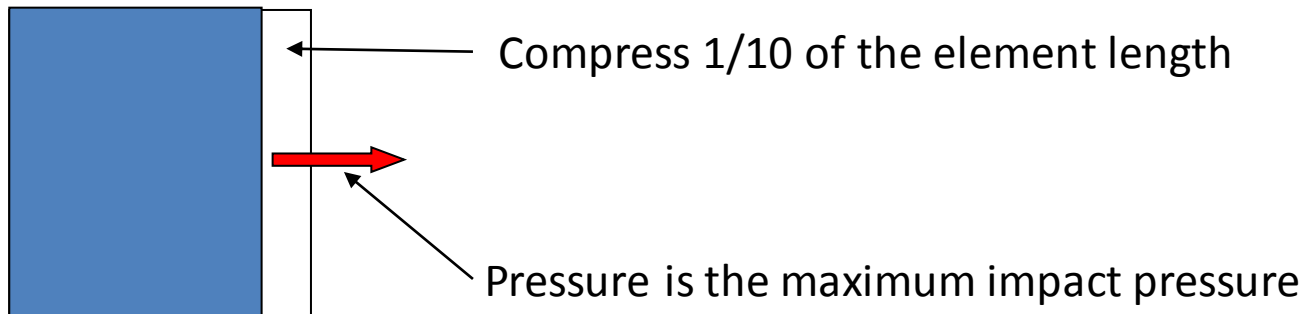 Compress 1/10 of the element length
Pressure is the maximum impact pressure